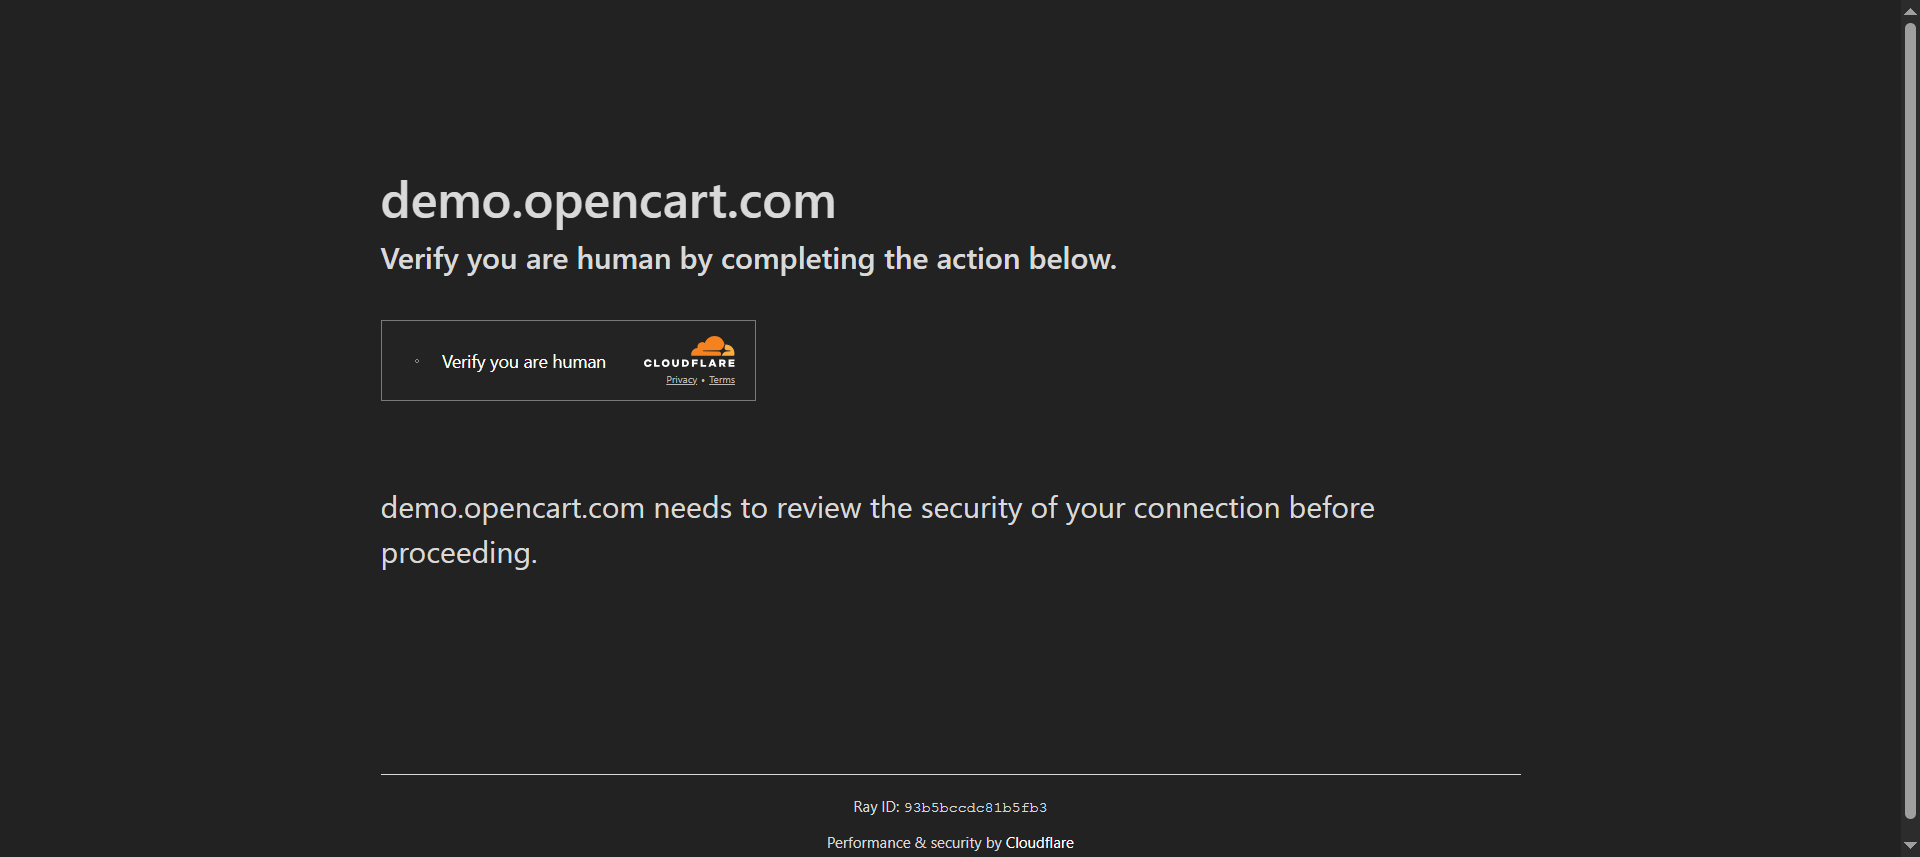 demo.opencart.com
Verify you are human by completing the action below.
Verify you are human
CLOUDFLARE
Privacy • Terms
demo.opencart.com needs to review the security of your connection before
proceeding.
Ray ID: 93b5bccdc81b5fb3
Performance & security by Cloudflare